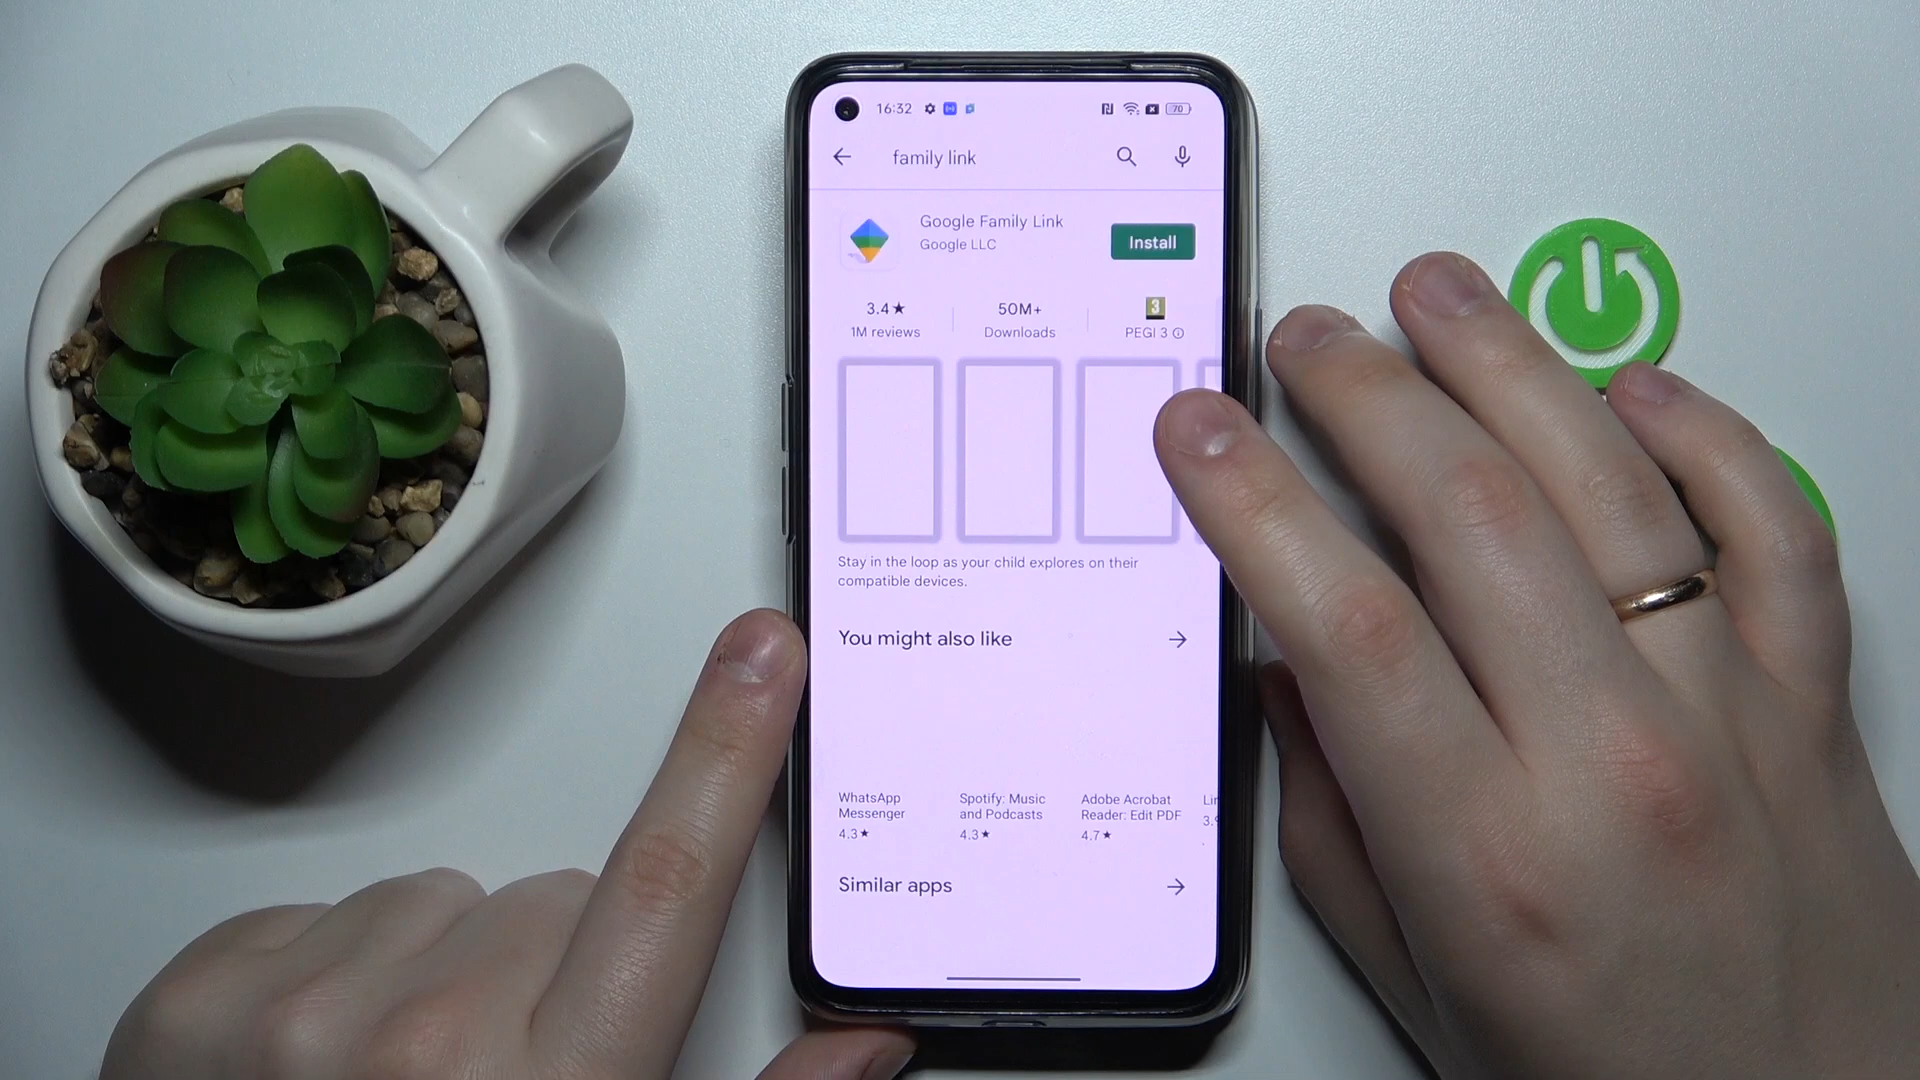 16:32
70
family link
Google Family Link
Google LLC
Install
3.4★
50M+
3
1M reviews
Downloads
PEGI 3
Stay in the loop as your child explores on their
compatible devices.
You might also like
WhatsApp
Messenger
4.3★
Spotify: Music
and Podcasts
4.3★
Adobe Acrobat
Reader: Edit PDF
4.7★
Similar apps